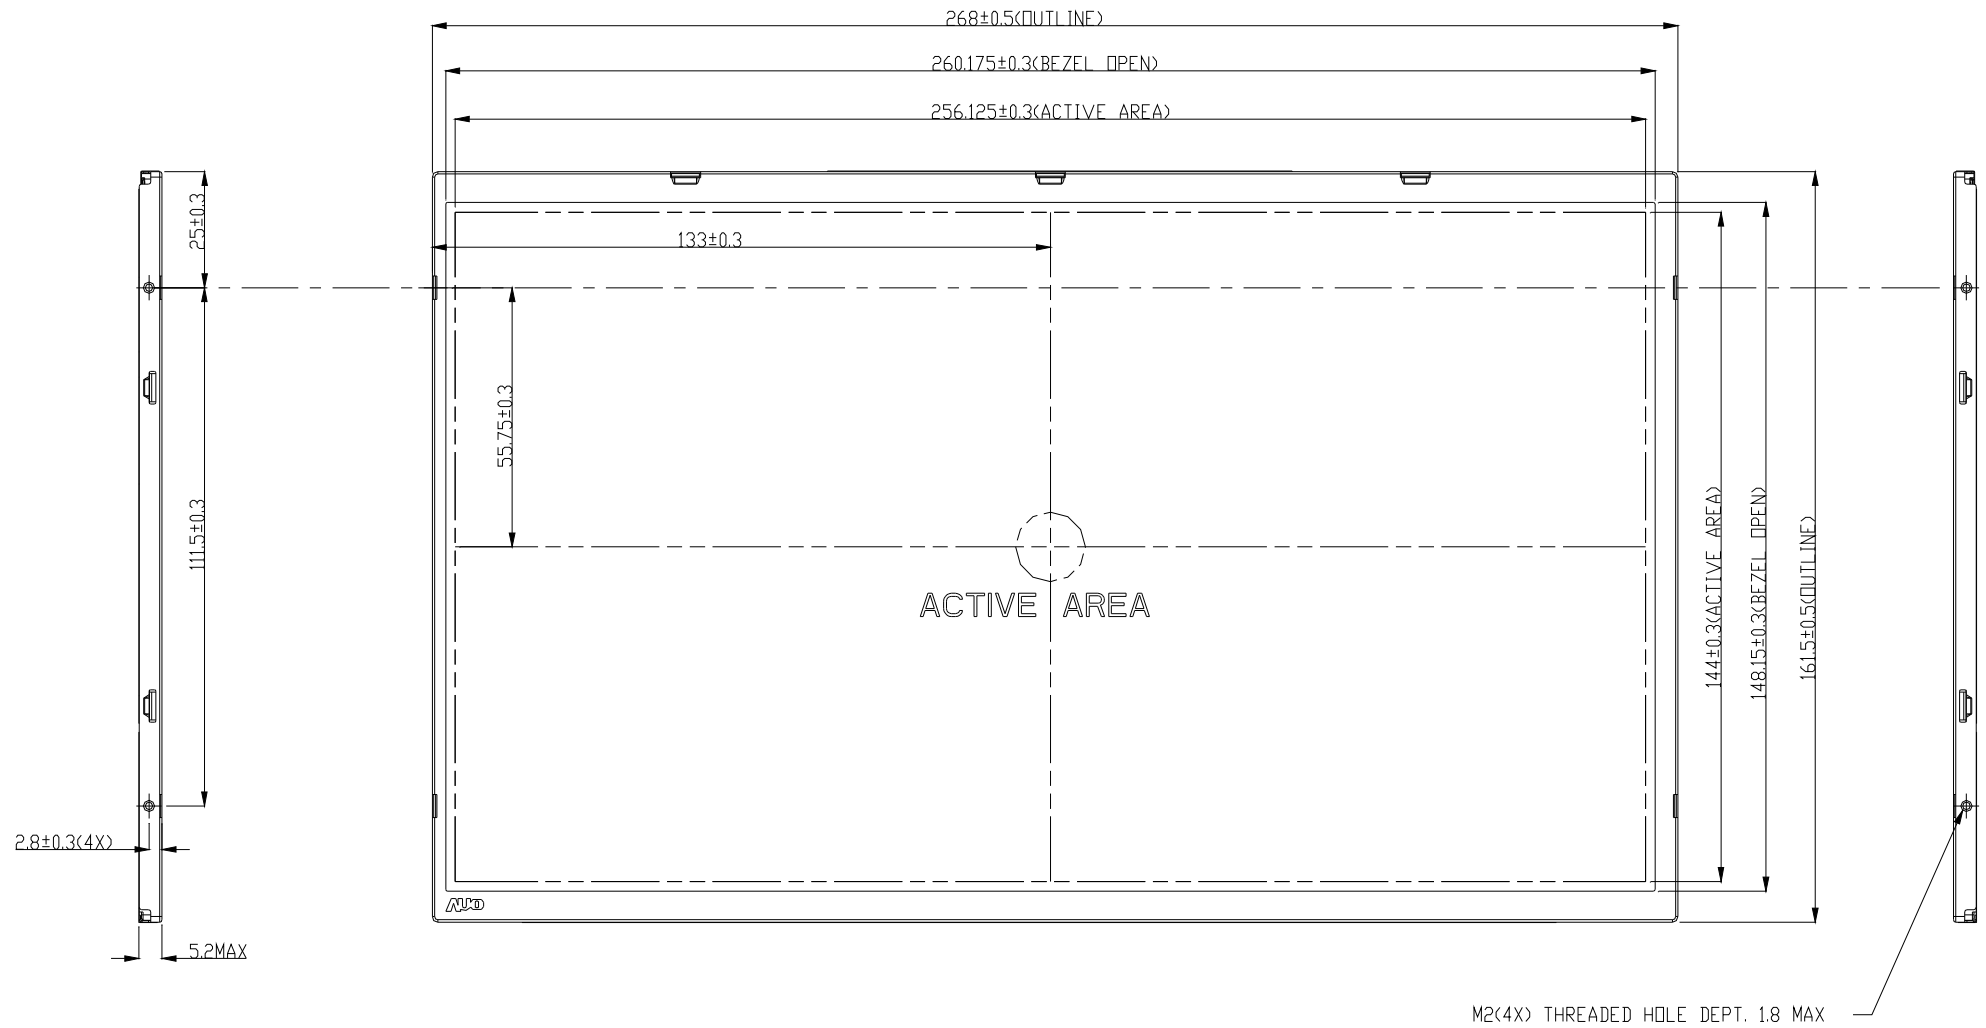 268±0.5(OUTLINE)
260.175±0.3(BEZEL OPEN)
256.125±0.3(ACTIVE AREA)
25±0.3
133±0.3
55.75±0.3
111.5±0.3
ACTIVE AREA
144±0.3(ACTIVE AREA)
148.15±0.3(BEZEL OPEN)
161.5±0.5(OUTLINE)
2.8±0.3(4X)
AUO
5.2MAX
M2(4X) THREADED HOLE DEPT. 1.8 MAX